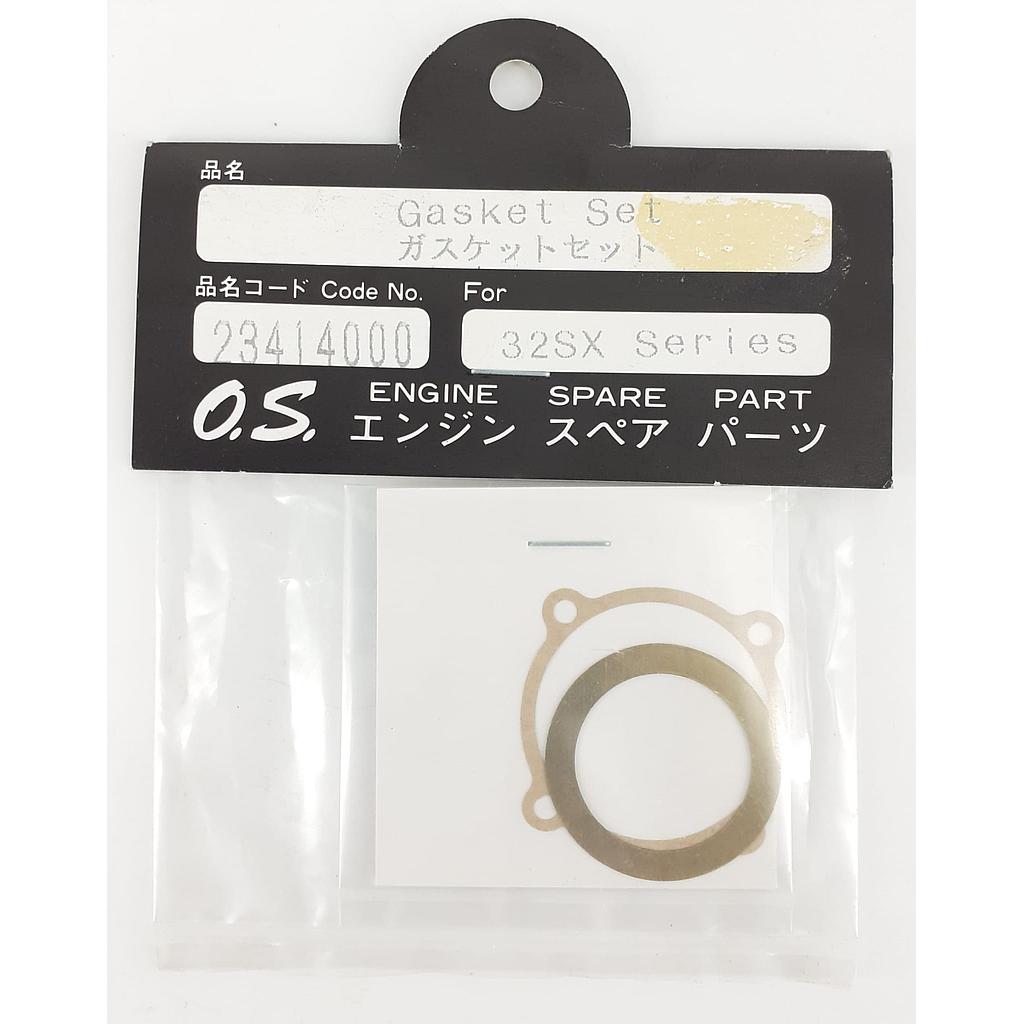 品名
Gasket Set
ガスケットセット
品名コード Code No. For
23414000 32SX Series
O.S. ENGINE SPARE PART
エンジン スペア パーツ